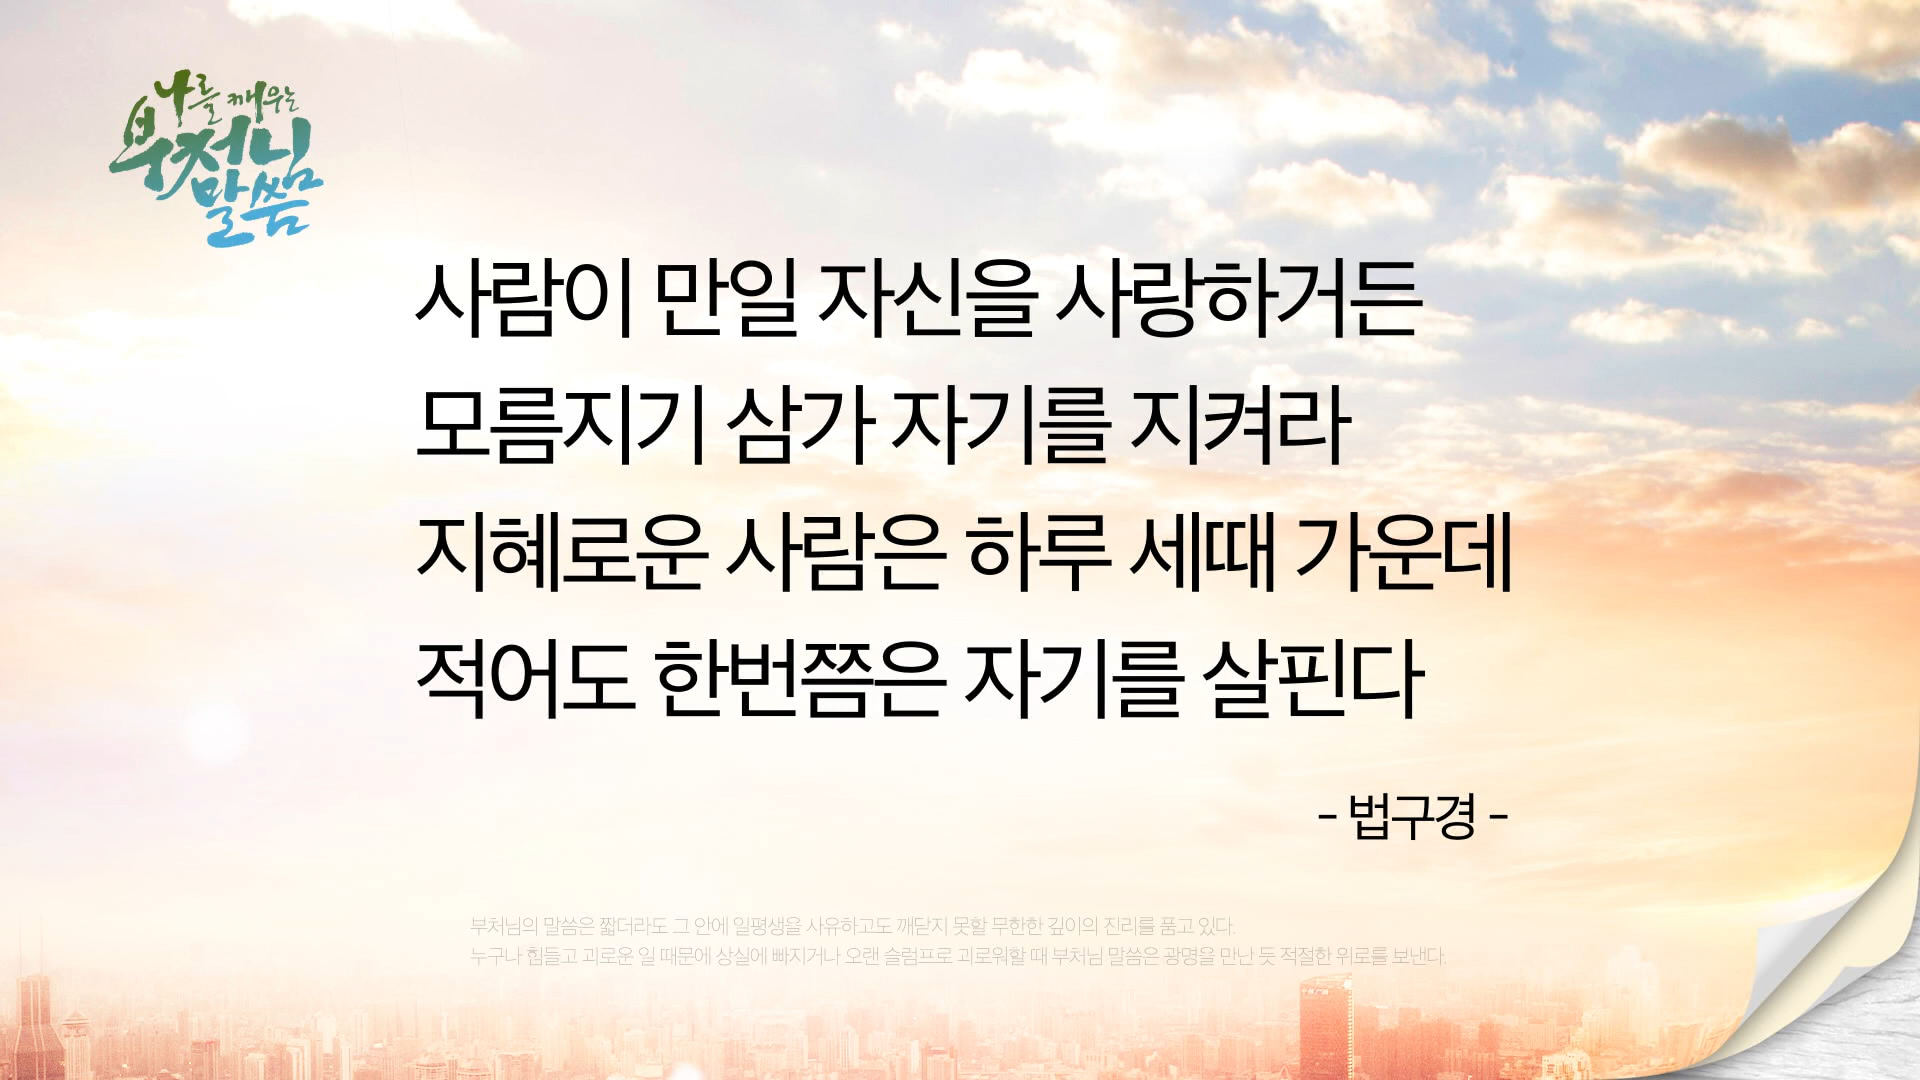 나를 깨우는
부처님
말씀
사람이 만일 자신을 사랑하거든
모름지기 삼가 자기를 지켜라
지혜로운 사람은 하루 세때 가운데
적어도 한번쯤은 자기를 살핀다
- 법구경 -
부처님의 말씀은 짧더라도 그 안에 일평생을 사유하고도 깨닫지 못할 무한한 깊이의 진리를 품고 있다.
누구나 힘들고 괴로운 일 때문에 상실에 빠지거나 오랜 슬럼프로 괴로워할 때 부처님 말씀은 광명을 만난 듯 적절한 위로를 보낸다.